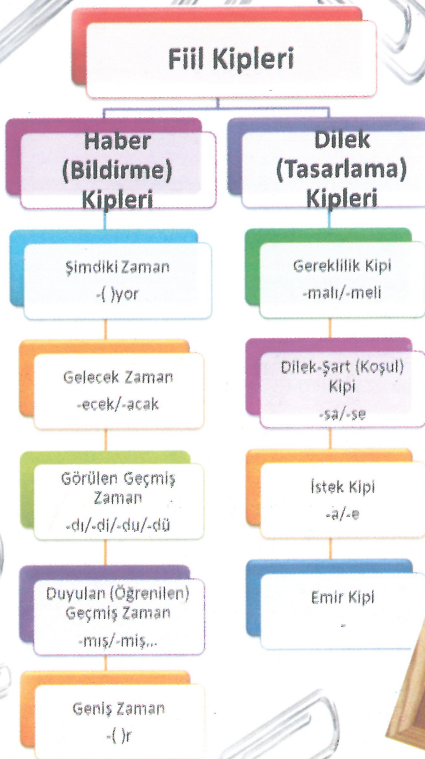 Fiil Kipleri
Haber
(Bildirme)
Kipleri
Şimdiki Zaman
-( )yor
Gelecek Zaman
-ecek/-acak
Görülen Geçmiş
Zaman
-dı/-di/-du/-dü
Duyulan (Öğrenilen)
Geçmiş Zaman
-mış/-miş...
Geniş Zaman
-( )r
Dilek
(Tasarlama)
Kipleri
Gereklilik Kipi
-malı/-meli
Dilek-Şart (Koşul)
Kipi
-sa/-se
İstek Kipi
-a/-e
Emir Kipi
-